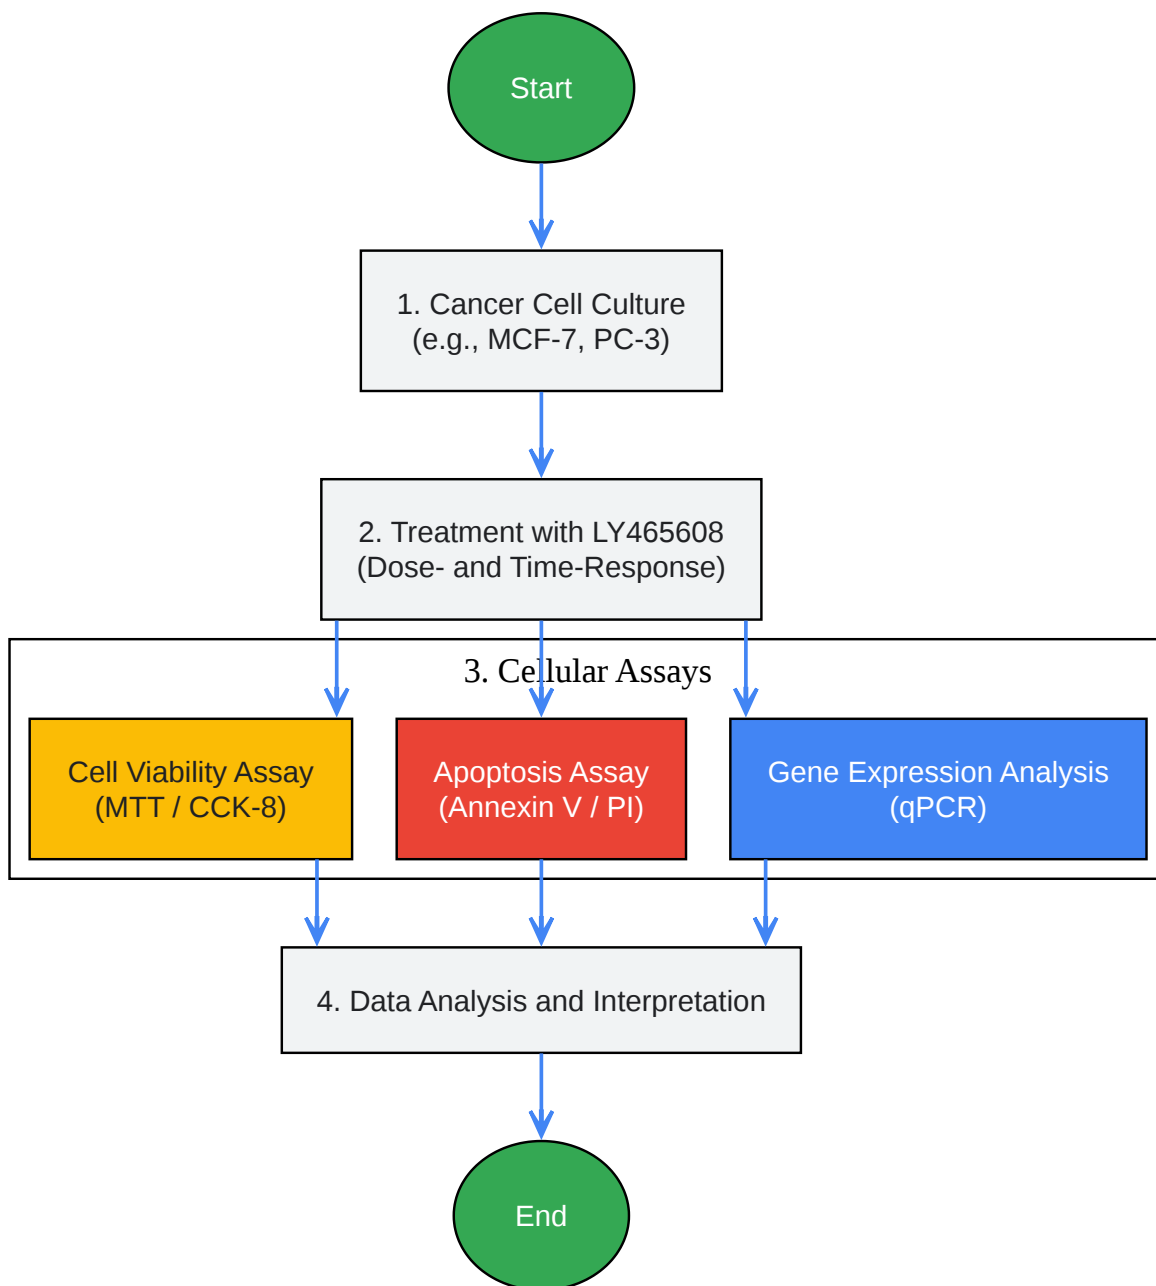 Start
1. Cancer Cell Culture
(e.g., MCF-7, PC-3)
2. Treatment with LY465608
(Dose- and Time-Response)
3. Cellular Assays
Cell Viability Assay
(MTT / CCK-8)
Apoptosis Assay
(Annexin V / PI)
Gene Expression Analysis
(qPCR)
4. Data Analysis and Interpretation
End